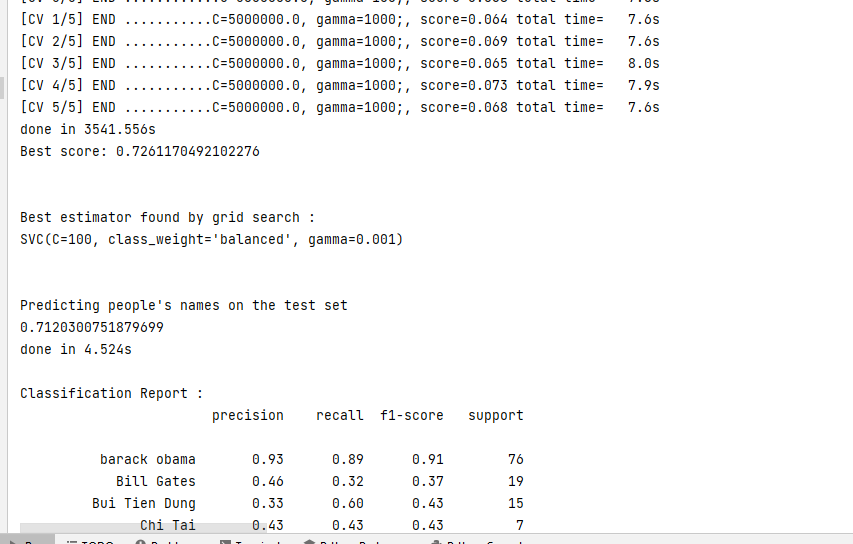 [CV 1/5] END ...........C=5000000.0, gamma=1000;, score=0.064 total time=   7.6s
[CV 2/5] END ...........C=5000000.0, gamma=1000;, score=0.069 total time=   7.6s
[CV 3/5] END ...........C=5000000.0, gamma=1000;, score=0.065 total time=   8.0s
[CV 4/5] END ...........C=5000000.0, gamma=1000;, score=0.073 total time=   7.9s
[CV 5/5] END ...........C=5000000.0, gamma=1000;, score=0.068 total time=   7.6s
done in 3541.556s
Best score: 0.7261170492102276
Best estimator found by grid search :
SVC(C=100, class_weight='balanced', gamma=0.001)
Predicting people's names on the test set
0.7120300751879699
done in 4.524s
Classification Report :
precision    recall  f1-score   support
barack obama       0.93      0.89      0.91        76
Bill Gates       0.46      0.32      0.37        19
Bui Tien Dung       0.33      0.60      0.43        15
Chi Tai       0.43      0.43      0.43         7